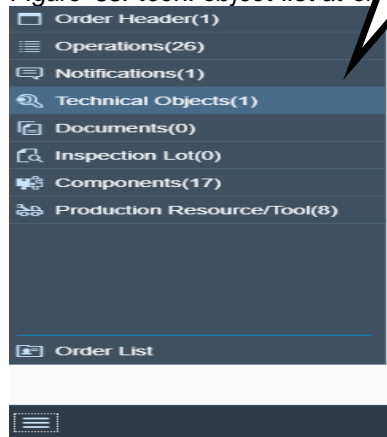 Order Header(1)
Operations(26)
Notifications(1)
Technical Objects(1)
Documents(0)
Inspection Lot(0)
Components(17)
Production Resource/Tool(8)
Order List